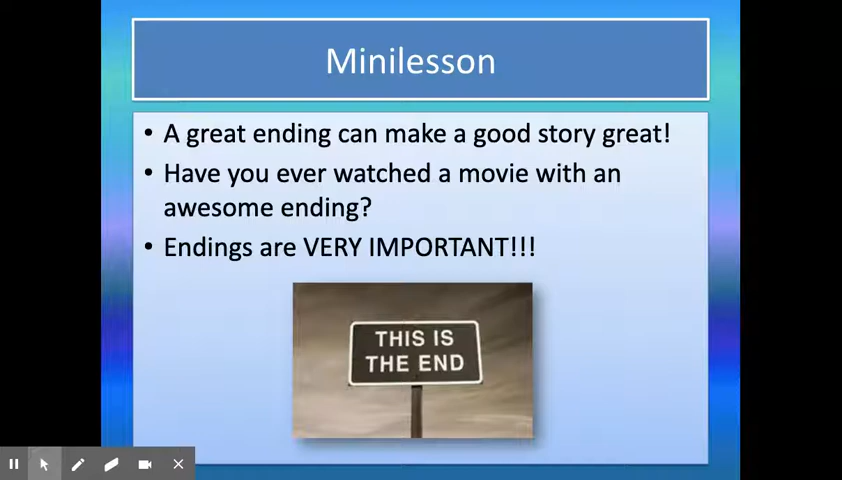 Minilesson
• A great ending can make a good story great!
• Have you ever watched a movie with an
awesome ending?
• Endings are VERY IMPORTANT!!!
THIS IS
THE END